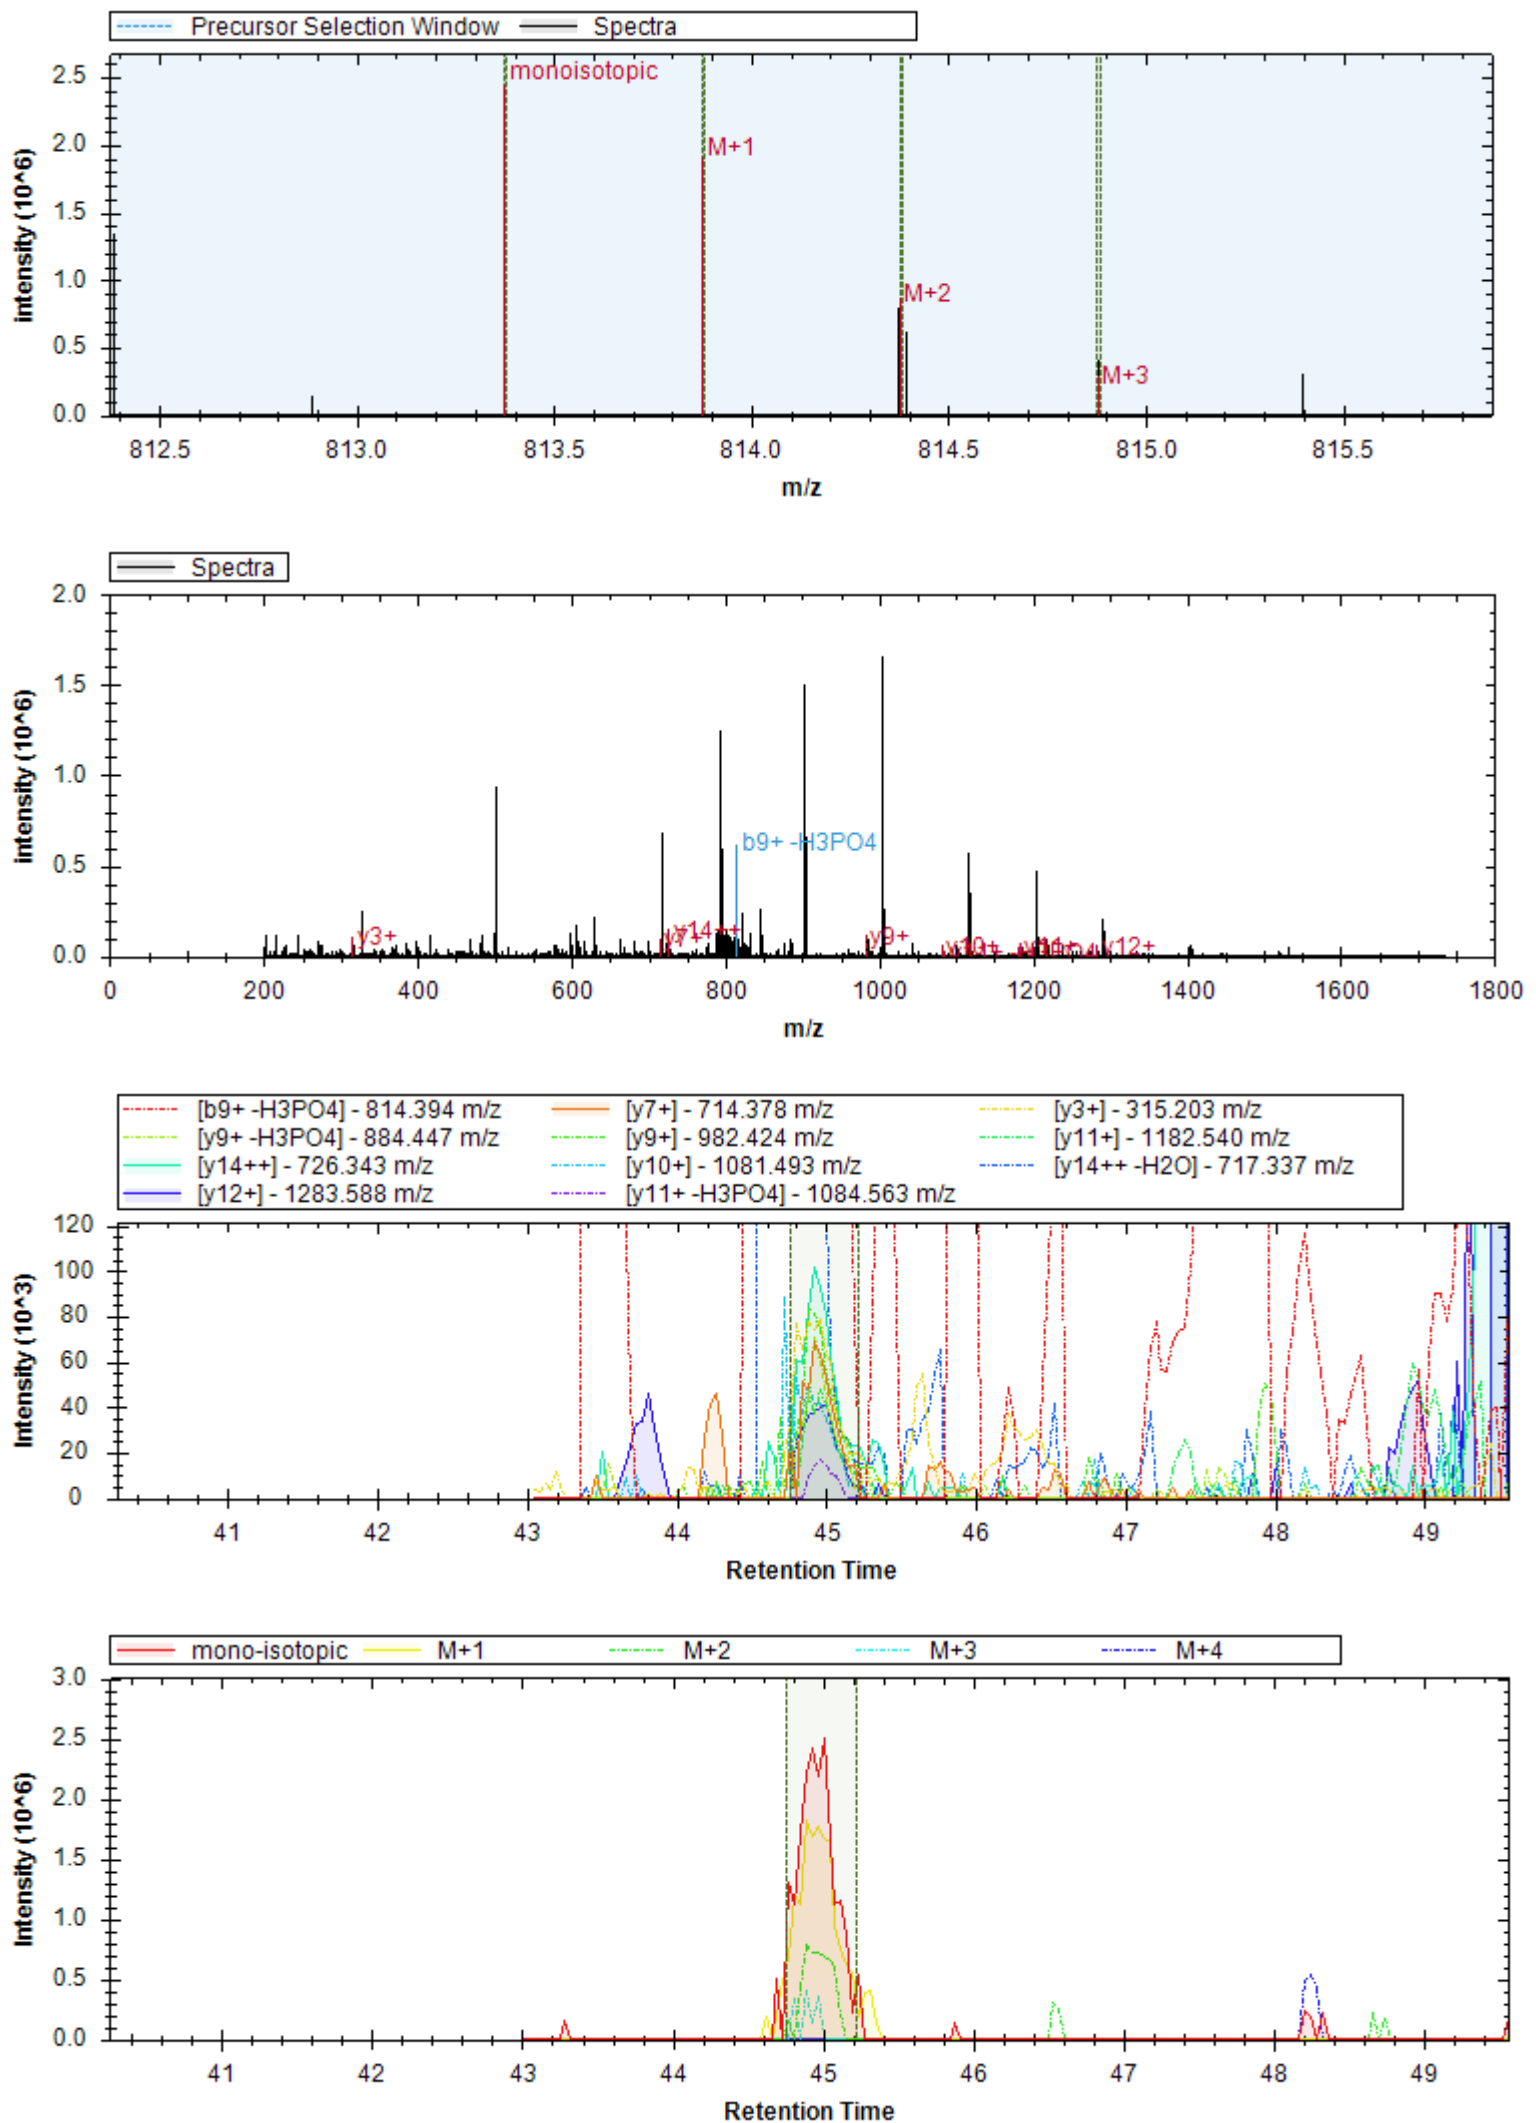 Precursor Selection Window Spectra
monoisotopic
M+1
M+2
M+3
2.5
2.0
1.5
1.0
0.5
0.0
intensity (10^6)
812.5 813.0 813.5 814.0 814.5 815.0 815.5
m/z
Spectra
2.0
1.5
1.0
0.5
0.0
intensity (10^6)
b9+ -H3PO4
y3+ y14++ y9+ y10+ y12+
0 200 400 600 800 1000 1200 1400 1600 1800
m/z
[b9+ -H3PO4] - 814.394 m/z [y7+] - 714.378 m/z [y3+] - 315.203 m/z
[y9+ -H3PO4] - 884.447 m/z [y9+] - 982.424 m/z [y11+] - 1182.540 m/z
[y14++] - 726.343 m/z [y10+] - 1081.493 m/z [y14++ -H2O] - 717.337 m/z
[y12+] - 1283.588 m/z [y11+ -H3PO4] - 1084.563 m/z
120
100
80
60
40
20
0
Intensity (10^3)
41 42 43 44 45 46 47 48 49
Retention Time
mono-isotopic M+1 M+2 M+3 M+4
3.0
2.5
2.0
1.5
1.0
0.5
0.0
Intensity (10^6)
41 42 43 44 45 46 47 48 49
Retention Time